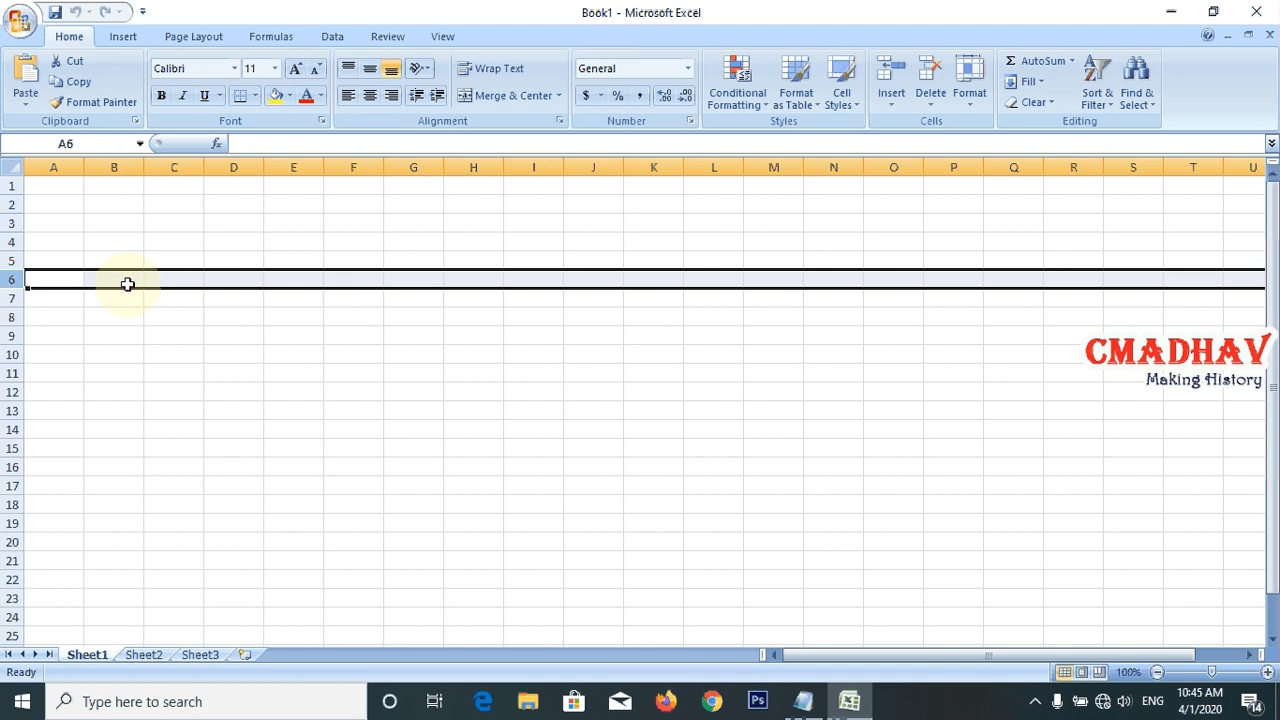 Book1 - Microsoft Excel
Home Insert Page Layout Formulas Data Review View
Paste
Cut
Copy
Format Painter
Clipboard
Calibri 11
B I U A
Font
Wrap Text
Merge & Center
Alignment
General
$ % ,
Number
Conditional Formatting
Format as Table
Cell Styles
Styles
Insert
Delete
Format
Cells
Σ AutoSum
Fill
Clear
Sort & Filter
Find & Select
Editing
A6 fx
A B C D E F G H I J K L M N O P Q R S T U
1
2
3
4
5
6
7
8
9
10
11
12
13
14
15
16
17
18
19
20
21
22
23
24
25
CMADHAV
Making History
Sheet1 Sheet2 Sheet3
Ready 100%
Type here to search
Ps
ENG
10:45 AM
4/1/2020
14